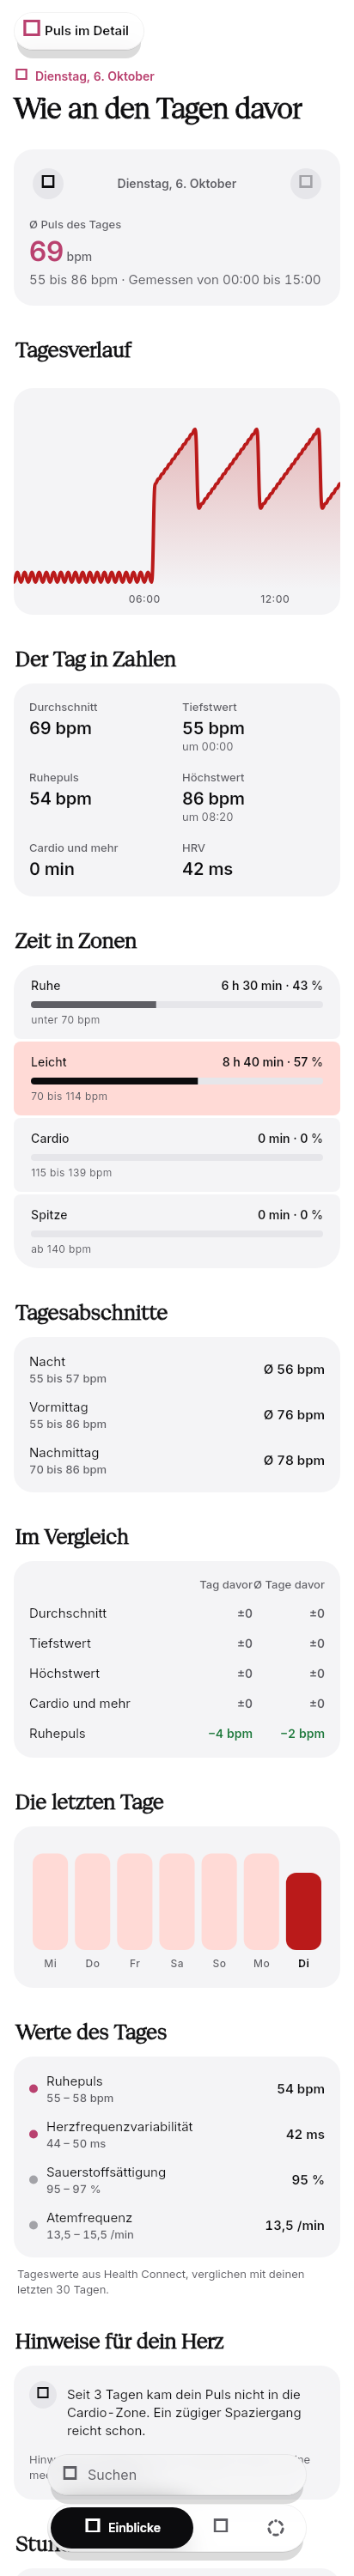 Puls im Detail
Dienstag, 6. Oktober
Wie an den Tagen davor
Dienstag, 6. Oktober
Ø Puls des Tages
69 bpm
55 bis 86 bpm · Gemessen von 00:00 bis 15:00
Tagesverlauf
06:00 12:00
Der Tag in Zahlen
Durchschnitt Tiefstwert
69 bpm 55 bpm
um 00:00
Ruhepuls Höchstwert
54 bpm 86 bpm
um 08:20
Cardio und mehr HRV
0 min 42 ms
Zeit in Zonen
Ruhe 6 h 30 min · 43 %
unter 70 bpm
Leicht 8 h 40 min · 57 %
70 bis 114 bpm
Cardio 0 min · 0 %
115 bis 139 bpm
Spitze 0 min · 0 %
ab 140 bpm
Tagesabschnitte
Nacht
55 bis 57 bpm Ø 56 bpm
Vormittag
55 bis 86 bpm Ø 76 bpm
Nachmittag
70 bis 86 bpm Ø 78 bpm
Im Vergleich
Tag davor Ø Tage davor
Durchschnitt ±0 ±0
Tiefstwert ±0 ±0
Höchstwert ±0 ±0
Cardio und mehr ±0 ±0
Ruhepuls −4 bpm −2 bpm
Die letzten Tage
Mi Do Fr Sa So Mo Di
Werte des Tages
Ruhepuls
55 – 58 bpm 54 bpm
Herzfrequenzvariabilität
44 – 50 ms 42 ms
Sauerstoffsättigung
95 – 97 % 95 %
Atemfrequenz
13,5 – 15,5 /min 13,5 /min
Tageswerte aus Health Connect, verglichen mit deinen
letzten 30 Tagen.
Hinweise für dein Herz
Seit 3 Tagen kam dein Puls nicht in die
Cardio-Zone. Ein zügiger Spaziergang
reicht schon.
Suchen
Einblicke